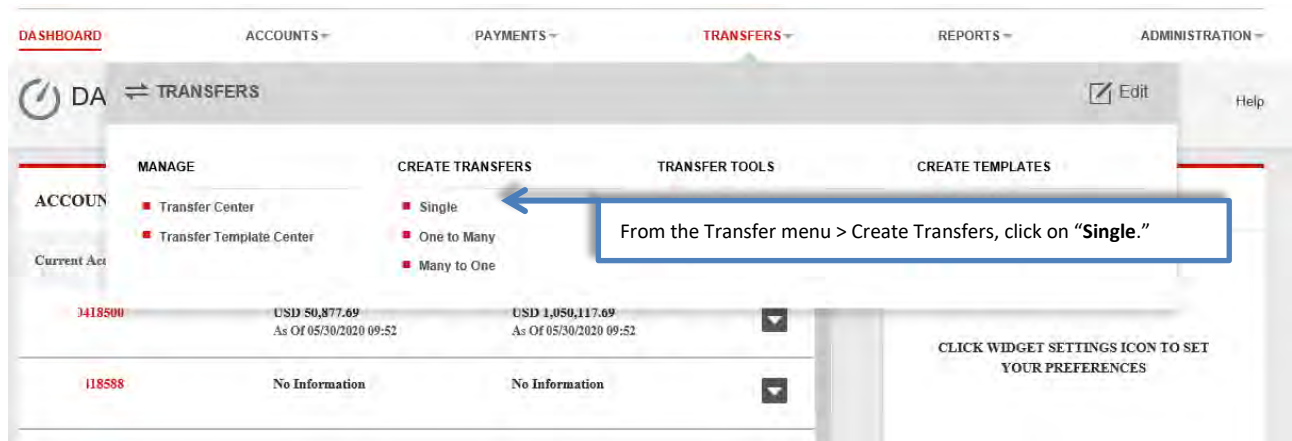 DASHBOARD ACCOUNTS PAYMENTS TRANSFERS REPORTS ADMINISTRATION
DA TRANSFERS Edit Help
MANAGE CREATE TRANSFERS TRANSFER TOOLS CREATE TEMPLATES
ACCOUN Transfer Center Single
From the Transfer menu > Create Transfers, click on “Single.”
Transfer Template Center One to Many
Current Acc Many to One
0418500 USD 50,877.69 USD 1,050,117.69
As Of 05/30/2020 09:52 As Of 05/30/2020 09:52
CLICK WIDGET SETTINGS ICON TO SET
YOUR PREFERENCES
418588 No Information No Information